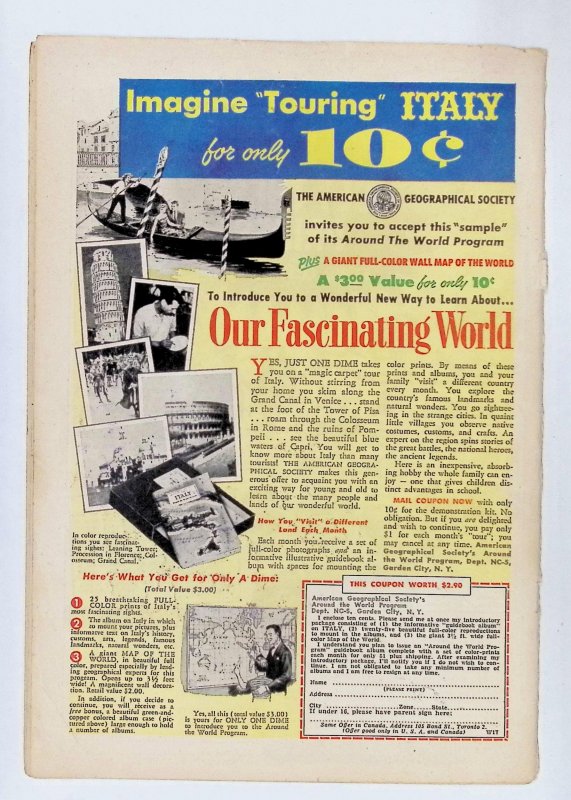 Imagine "Touring" ITALY
for only 10¢
THE AMERICAN GEOGRAPHICAL SOCIETY
invites you to accept this "sample"
of its Around The World Program
Plus A GIANT FULL-COLOR WALL MAP OF THE WORLD
A $3.00 Value for only 10¢
To Introduce You to a Wonderful New Way to Learn About...
Our Fascinating World
YES, JUST ONE DIME takes
you on a "magic carpet" tour
of Italy. Without stirring from
your home you skim along the
Grand Canal in Venice . . . stand
at the foot of the Tower of Pisa
. . . roam through the Colosseum
in Rome and the ruins of Pom-
peii . . . see the beautiful blue
waters of Capri. You will get to
know more about Italy than many
tourists! THE AMERICAN GEOGRA-
PHICAL SOCIETY makes this gen-
erous offer to acquaint you with an
exciting way for young and old to
learn about the many people and
lands of our wonderful world.
How You "Visit" a Different
Land Each Month
Each month you receive a set of
full-color photographs and an in-
formative illustrative guidebook al-
bum with spaces for mounting the
color prints. By means of these
prints and albums, you and your
family "visit" a different country
every month. You explore the
country's famous landmarks and
natural wonders. You go sightsee-
ing in the strange cities. In quaint
little villages you observe native
costumes, customs, and crafts. An
expert on the region spins stories of
the great battles, the national heroes,
the ancient legends.
Here is an inexpensive, absorb-
ing hobby the whole family can en-
joy — one that gives children dis-
tinct advantages in school.
MAIL COUPON NOW with only
10¢ for the demonstration kit. No
obligation. But if you are delighted
and wish to continue, you pay only
$1 for each month's "tour"; you
may cancel at any time. American
Geographical Society's Around
the World Program, Dept. NC-5,
Garden City, N. Y.
ITALY
In color reproduc-
tions you see fascinat-
ing sights: Leaning Tower;
Procession in Florence; Col-
osseum; Grand Canal.
Here's What You Get for Only A Dime:
(Total Value $3.00)
1 25 breathtaking FULL-
COLOR prints of Italy's
most fascinating sights.
2 The album on Italy in which
to mount your pictures, plus
informative text on Italy's history,
customs, arts, legends, famous
landmarks, natural wonders, etc.
3 A giant MAP OF THE
WORLD, in beautiful full
color, prepared especially by lead-
ing geographical experts for this
program. Opens up to 3½ feet
wide! A magnificent wall decora-
tion. Retail value $2.00.
In addition, if you decide to
continue, you will receive as a
free bonus, a beautiful green-and-
copper colored album case (pic-
tured above) large enough to hold
a number of albums.
Yes, all this (total value $3.00)
is yours for ONLY ONE DIME
to introduce you to the Around
the World Program.
THIS COUPON WORTH $2.90
American Geographical Society's
Around the World Program
Dept. NC-5, Garden City, N. Y.
I enclose ten cents. Please send me at once my introductory
package consisting of (1) the informative "guidebook album"
on ITALY, (2) twenty-five beautiful full-color reproductions
to mount in the albums, and (3) the giant 3½ ft. wide full-
color Map of the World.
I understand you plan to issue an "Around the World Pro-
gram" guidebook album complete with a set of color-prints
each month for only $1 plus shipping. After examining my
introductory package, I'll notify you if I do not wish to con-
tinue. I am not obligated to take any minimum number of
albums and I am free to resign at any time.
Name
(PLEASE PRINT)
Address
City Zone State
If under 16, please have parent sign here:
Same Offer in Canada, Address 105 Bond St., Toronto 2.
(Offer good only in U. S. A. and Canada) W17